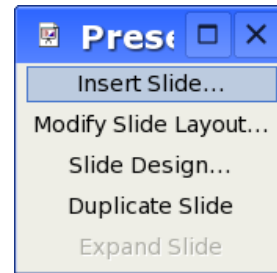 Prese
Insert Slide...
Modify Slide Layout...
Slide Design...
Duplicate Slide
Expand Slide